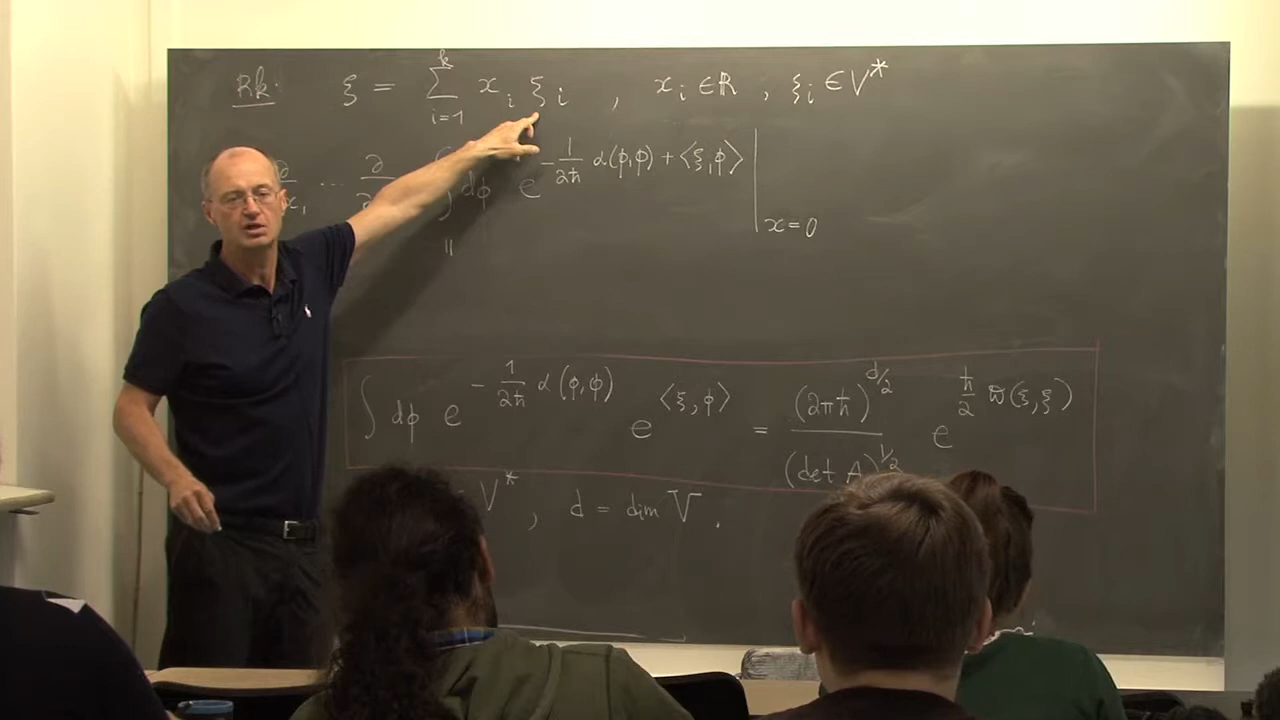 Rk: ξ = ∑_{i=1}^{k} x_i ξ_i , x_i ∈ ℝ , ξ_i ∈ V*
∂/∂x_1 ... ∂/∂ ∫ dϕ e^{-1/2ħ α(ϕ,ϕ) + ⟨ξ,ϕ⟩} |_{x=0}
||
∫ dϕ e^{-1/2ħ α(ϕ,ϕ)} e^{⟨ξ,ϕ⟩} = (2πħ)^{d/2} / (det A)^{1/2} e^{ħ/2 ϖ(ξ,ξ)}
V* , d = dim V .